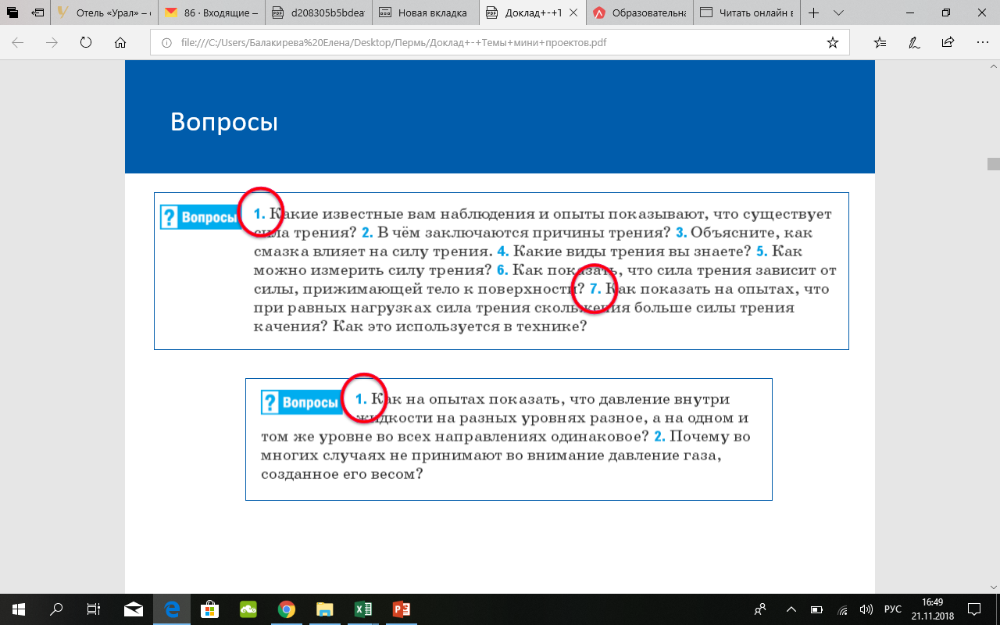 Отель «Урал» – о
86 · Входящие —
d208305b5bdea
Новая вкладка
Доклад+-+Т
Образовательна
Читать онлайн в
file:///C:/Users/Балакирева%20Елена/Desktop/Пермь/Доклад+-+Темы+мини+проектов.pdf
Вопросы
? Вопросы 1. Какие известные вам наблюдения и опыты показывают, что существует
сила трения? 2. В чём заключаются причины трения? 3. Объясните, как
смазка влияет на силу трения. 4. Какие виды трения вы знаете? 5. Как
можно измерить силу трения? 6. Как показать, что сила трения зависит от
силы, прижимающей тело к поверхности? 7. Как показать на опытах, что
при равных нагрузках сила трения скольжения больше силы трения
качения? Как это используется в технике?
? Вопросы 1. Как на опытах показать, что давление внутри
жидкости на разных уровнях разное, а на одном и
том же уровне во всех направлениях одинаковое? 2. Почему во
многих случаях не принимают во внимание давление газа,
созданное его весом?
РУС
16:49
21.11.2018